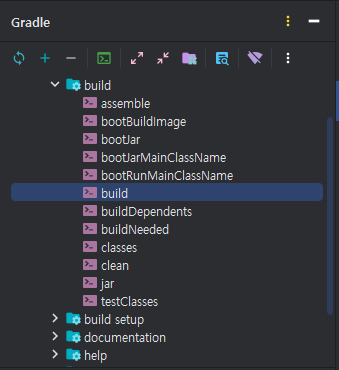 Gradle
build
assemble
bootBuildImage
bootJar
bootJarMainClassName
bootRunMainClassName
build
buildDependents
buildNeeded
classes
clean
jar
testClasses
build setup
documentation
help